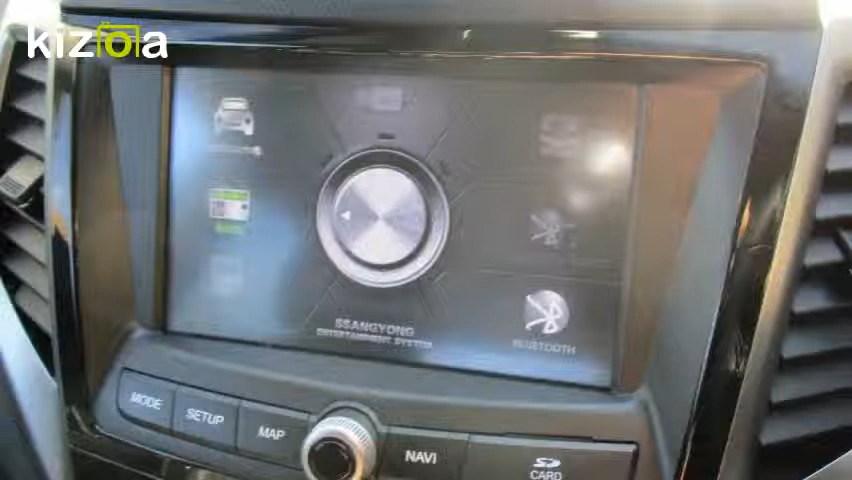 kizoa
SSANGYONG
ENTERTAINMENT SYSTEM
BLUETOOTH
MODE
SETUP
MAP
NAVI
SD
CARD